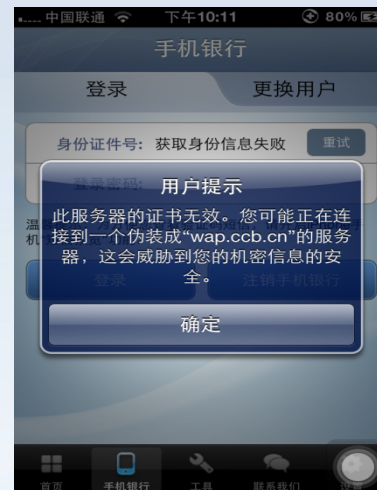 中国联通 下午10:11 80%
手机银行
登录 更换用户
身份证件号: 获取身份信息失败 重试
登录密码:
用户提示
此服务器的证书无效。您可能正在连
接到一个伪装成“wap.ccb.cn”的服务
器，这会威胁到您的机密信息的安
全。
登录 注销手机银行
确定
首页 手机银行 工具 联系我们 设置